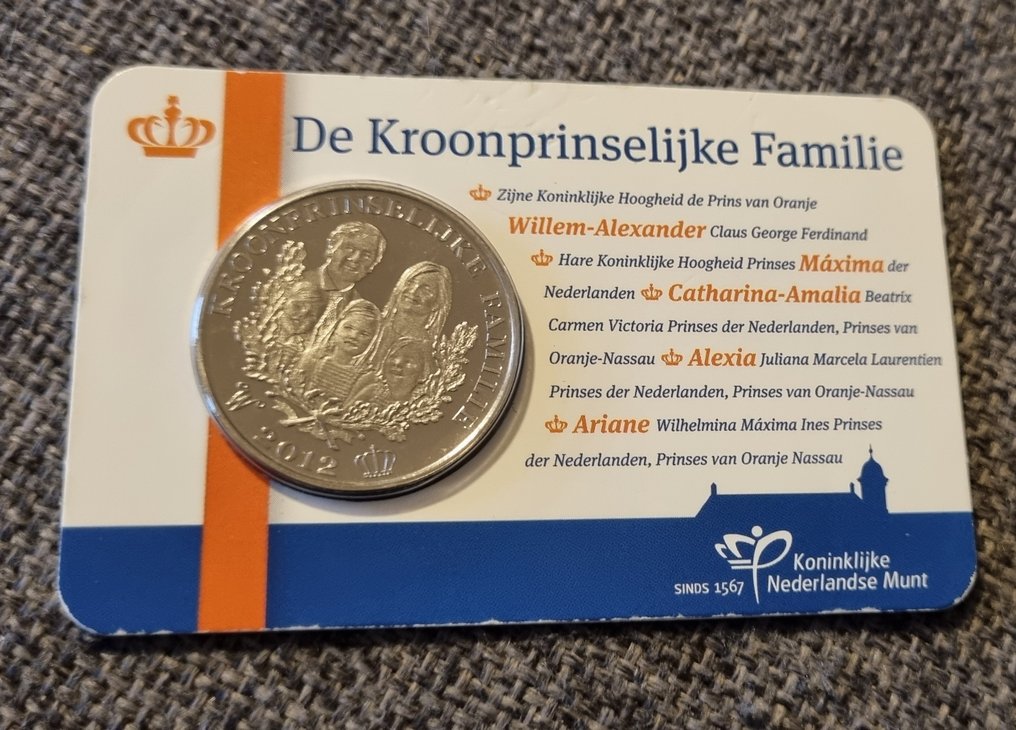 De Kroonprinselijke Familie
Zijne Koninklijke Hoogheid de Prins van Oranje
Willem-Alexander Claus George Ferdinand
Hare Koninklijke Hoogheid Prinses Máxima der
Nederlanden Catharina-Amalia Beatrix
Carmen Victoria Prinses der Nederlanden, Prinses van
Oranje-Nassau Alexia Juliana Marcela Laurentien
Prinses der Nederlanden, Prinses van Oranje-Nassau
Ariane Wilhelmina Máxima Ines Prinses
der Nederlanden, Prinses van Oranje Nassau
KROONPRINSELIJKE FAMILIE
2012
SINDS 1567
Koninklijke
Nederlandse Munt